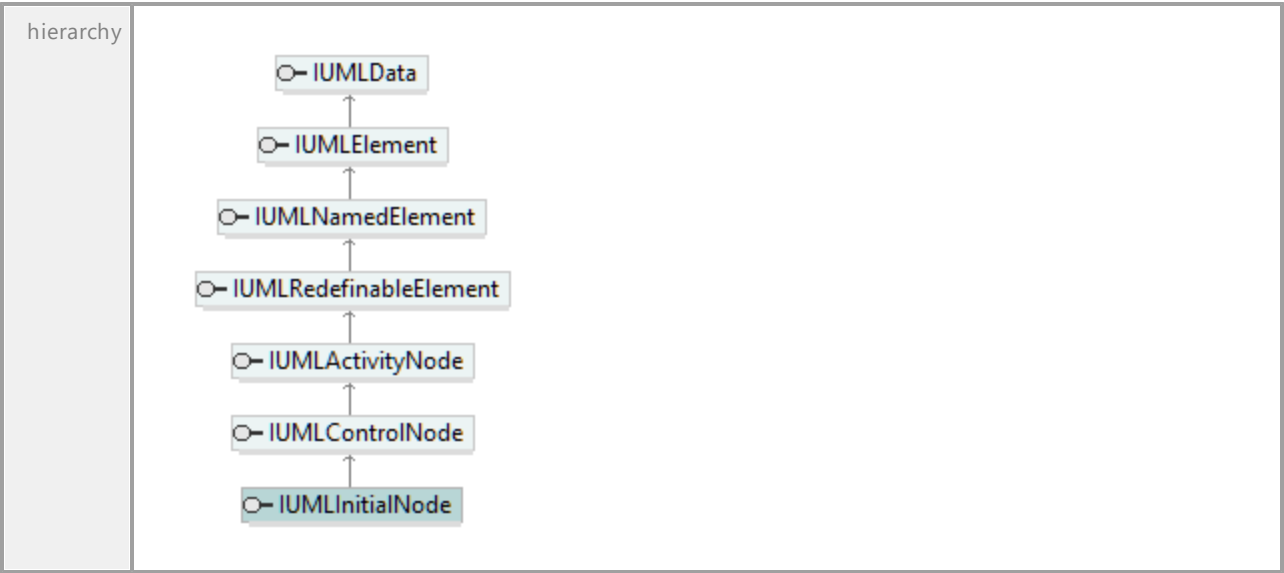 hierarchy
IUMLData
IUMLElement
IUMLNamedElement
IUMLRedefinableElement
IUMLActivityNode
IUMLControlNode
IUMLInitialNode